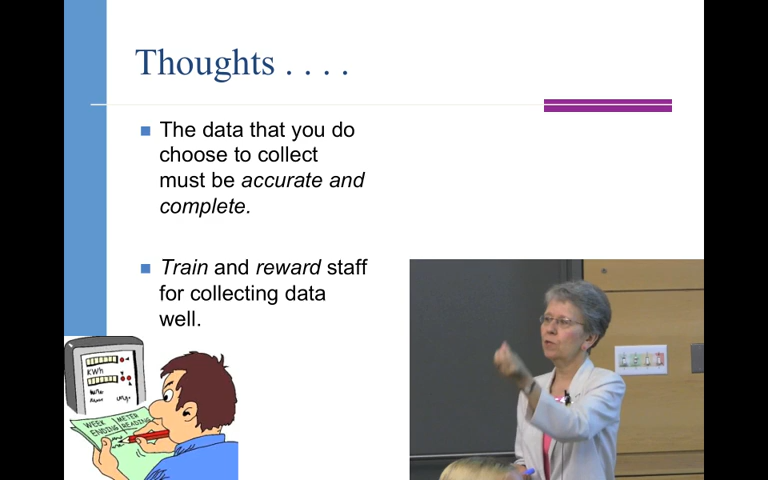 Thoughts . . . .
The data that you do
choose to collect
must be accurate and
complete.
Train and reward staff
for collecting data
well.
KWh
WEEK
ENDING
METER
READING